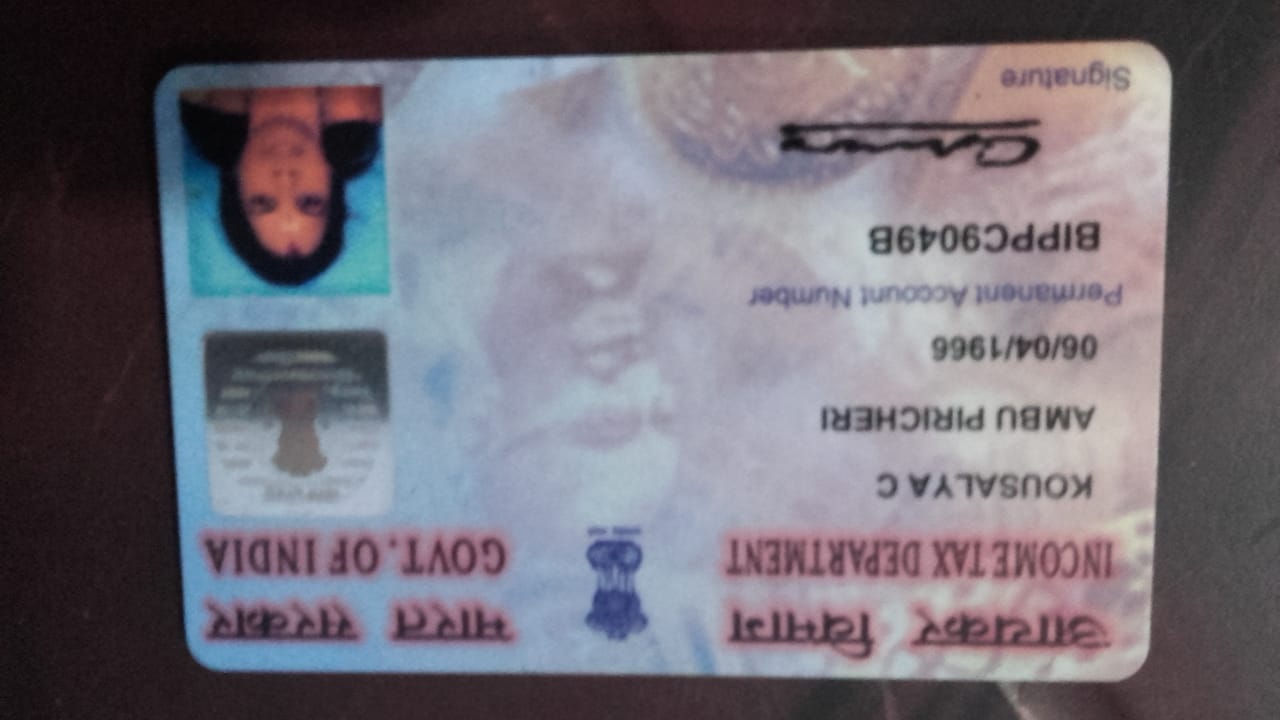 आयकर विभाग भारत सरकार
INCOME TAX DEPARTMENT GOVT. OF INDIA
KOUSALYA C
AMBU PIRICHERI
06/04/1966
Permanent Account Number
BIPPC9049B
Signature